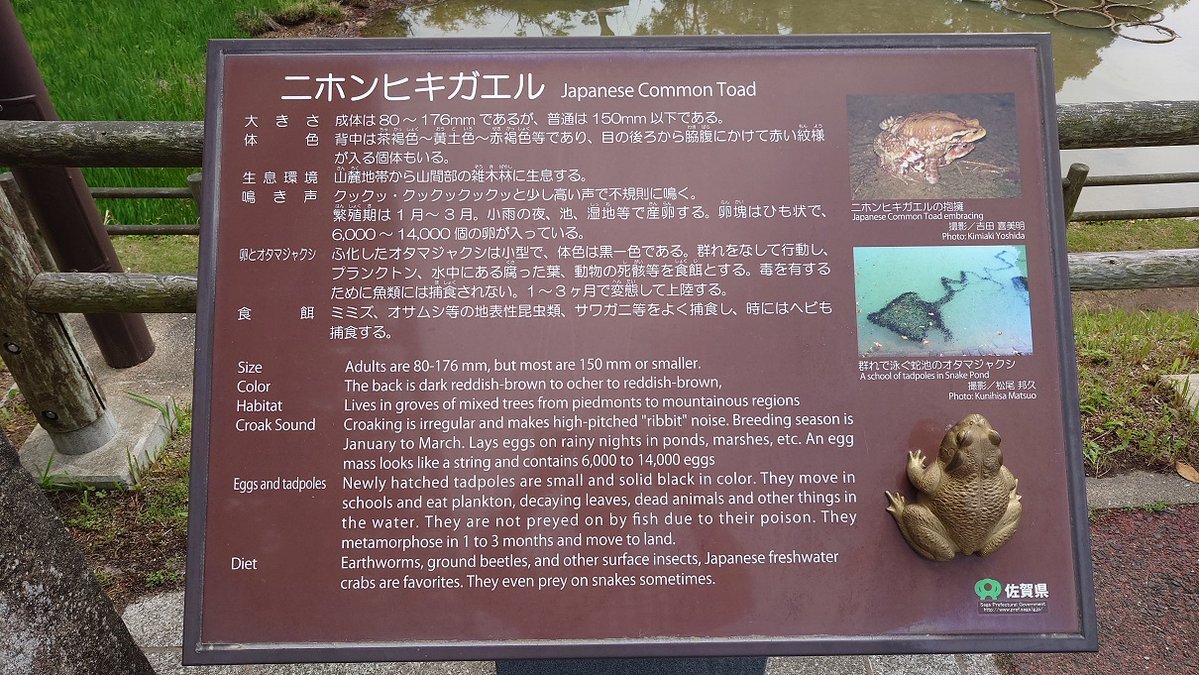 ニホンヒキガエル Japanese Common Toad
大きさ 成体は80～176mmであるが、普通は150mm以下である。
体色 背中は茶褐色～黄土色～赤褐色等であり、目の後ろから脇腹にかけて赤い紋様
が入る個体もいる。
生息環境 山麓地帯から山間部の雑木林に生息する。
鳴き声 クックッ・クックックックッと少し高い声で不規則に鳴く。
繁殖期は1月～3月。小雨の夜、池、湿地等で産卵する。卵塊はひも状で、
6,000～14,000個の卵が入っている。
卵とオタマジャクシ ふ化したオタマジャクシは小型で、体色は黒一色である。群れをなして行動し、
プランクトン、水中にある腐った葉、動物の死骸等を食餌とする。毒を有する
ために魚類には捕食されない。1～3ヶ月で変態して上陸する。
食餌 ミミズ、オサムシ等の地表性昆虫類、サワガニ等をよく捕食し、時にはヘビも
捕食する。
Size Adults are 80-176 mm, but most are 150 mm or smaller.
Color The back is dark reddish-brown to ocher to reddish-brown,
Habitat Lives in groves of mixed trees from piedmonts to mountainous regions
Croak Sound Croaking is irregular and makes high-pitched "ribbit" noise. Breeding season is
January to March. Lays eggs on rainy nights in ponds, marshes, etc. An egg
mass looks like a string and contains 6,000 to 14,000 eggs
Eggs and tadpoles Newly hatched tadpoles are small and solid black in color. They move in
schools and eat plankton, decaying leaves, dead animals and other things in
the water. They are not preyed on by fish due to their poison. They
metamorphose in 1 to 3 months and move to land.
Diet Earthworms, ground beetles, and other surface insects, Japanese freshwater
crabs are favorites. They even prey on snakes sometimes.
ニホンヒキガエルの抱擁
Japanese Common Toad embracing
撮影／吉田 喜美明
Photo: Kimiaki Yoshida
群れで泳ぐ蛇池のオタマジャクシ
A school of tadpoles in Snake Pond
撮影／松尾 邦久
Photo: Kunihisa Matsuo
佐賀県
Saga Prefectural Government
http://www.pref.saga.lg.jp/